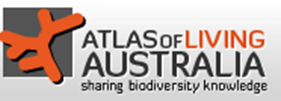 ATLAS OF LIVING
AUSTRALIA
sharing biodiversity knowledge